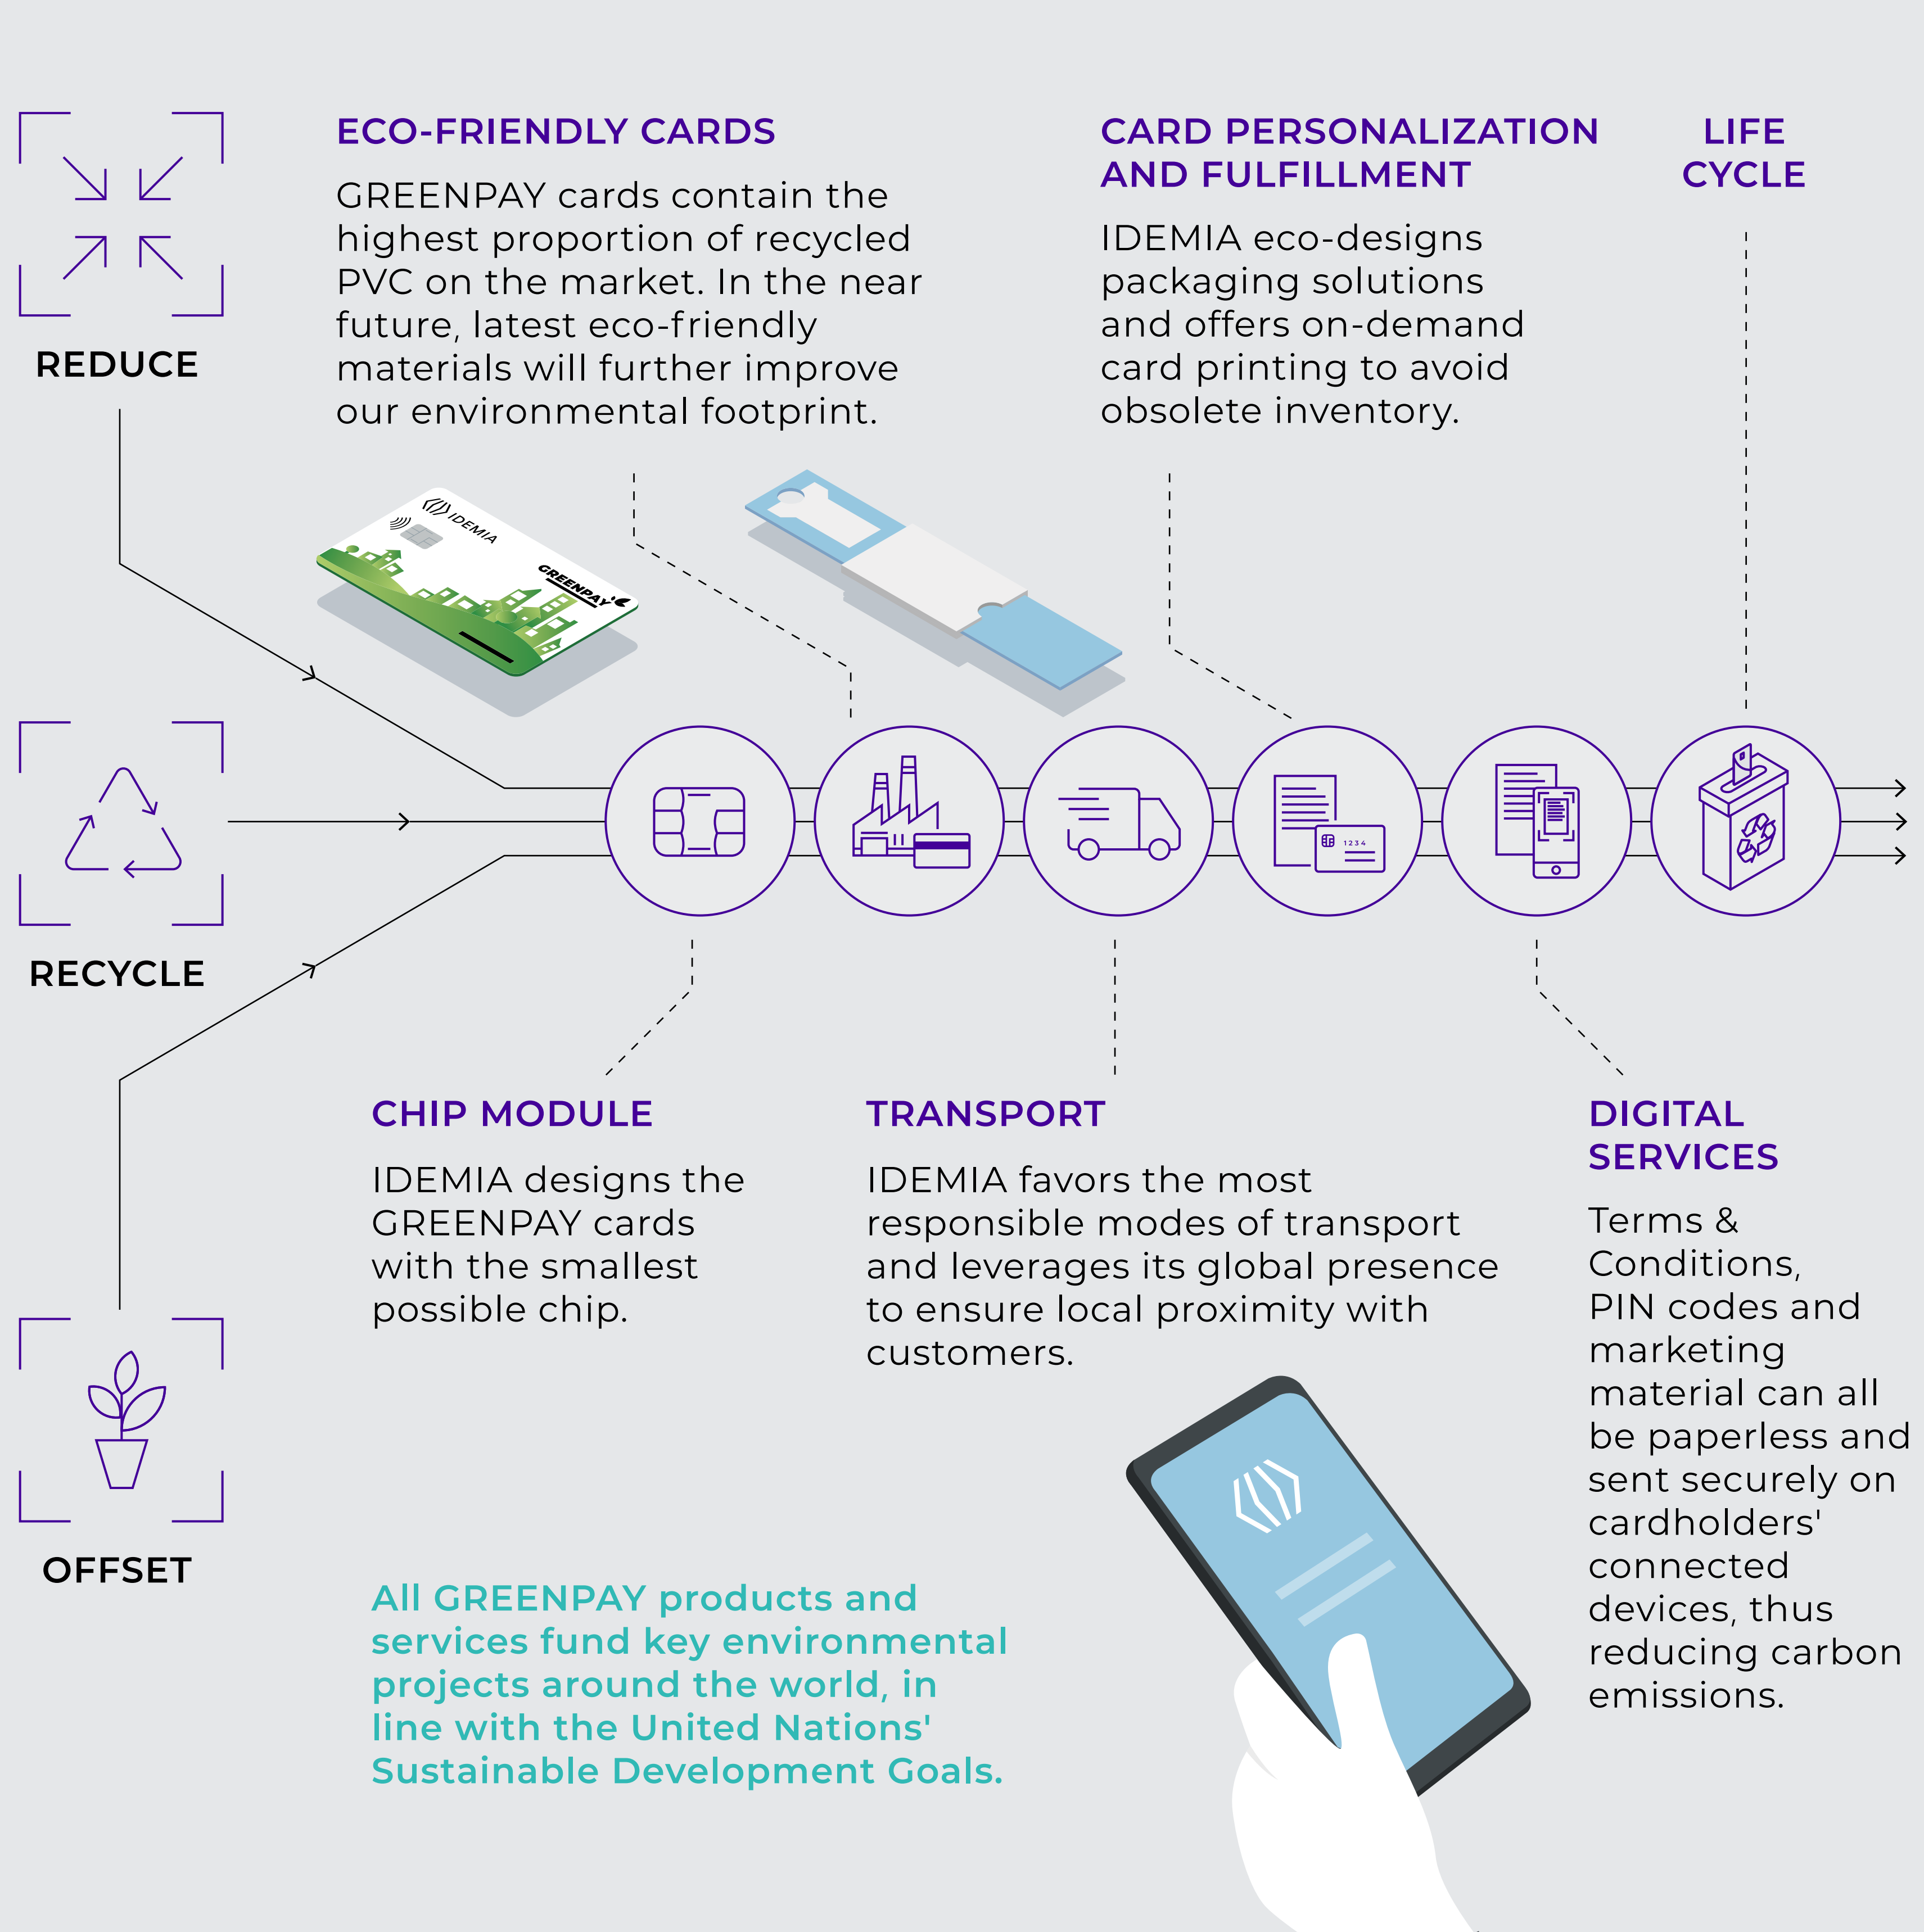 REDUCE
ECO-FRIENDLY CARDS
GREENPAY cards contain the
highest proportion of recycled
PVC on the market. In the near
future, latest eco-friendly
materials will further improve
our environmental footprint.
CARD PERSONALIZATION
AND FULFILLMENT
IDEMIA eco-designs
packaging solutions
and offers on-demand
card printing to avoid
obsolete inventory.
LIFE
CYCLE
IDEMIA
GREENPAY
RECYCLE
1234
CHIP MODULE
IDEMIA designs the
GREENPAY cards
with the smallest
possible chip.
TRANSPORT
IDEMIA favors the most
responsible modes of transport
and leverages its global presence
to ensure local proximity with
customers.
DIGITAL
SERVICES
Terms &
Conditions,
PIN codes and
marketing
material can all
be paperless and
sent securely on
cardholders'
connected
devices, thus
reducing carbon
emissions.
OFFSET
All GREENPAY products and
services fund key environmental
projects around the world, in
line with the United Nations'
Sustainable Development Goals.